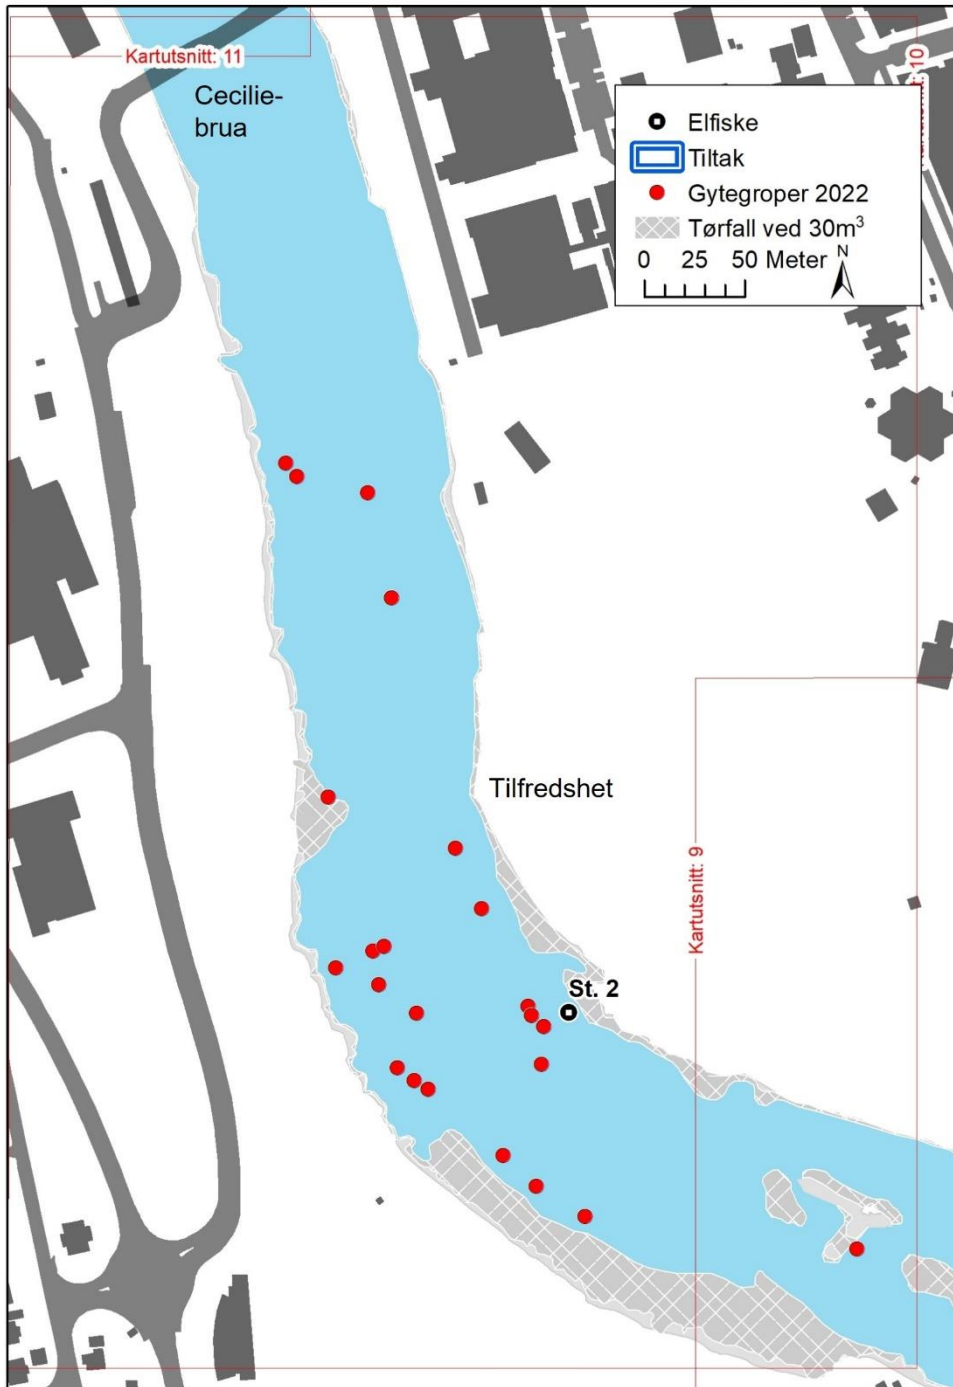 Kartutsnitt: 11
Cecilie-
brua
Elfiske
Tiltak
Gytegroper 2022
Tørfall ved 30m³
0 25 50 Meter
N
Tilfredshet
Kartutsnitt: 9
St. 2